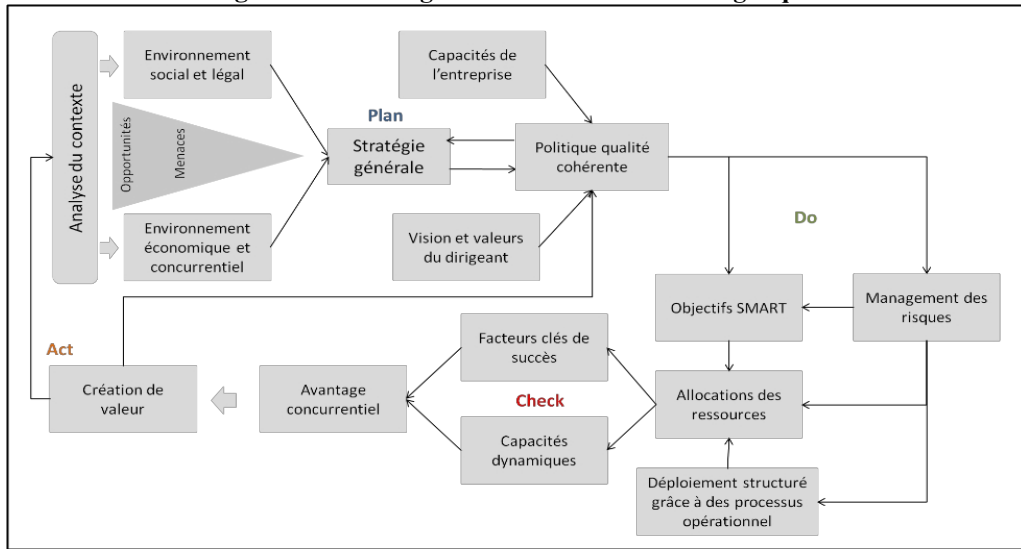 Analyse du contexte
Environnement
social et légal
Opportunités
Menaces
Environnement
économique et
concurrentiel
Plan
Stratégie
générale
Capacités de
l'entreprise
Politique qualité
cohérente
Vision et valeurs
du dirigeant
Do
Objectifs SMART
Management des
risques
Allocations des
ressources
Déploiement structuré
grâce à des processus
opérationnel
Check
Facteurs clés de
succès
Capacités
dynamiques
Avantage
concurrentiel
Act
Création de
valeur